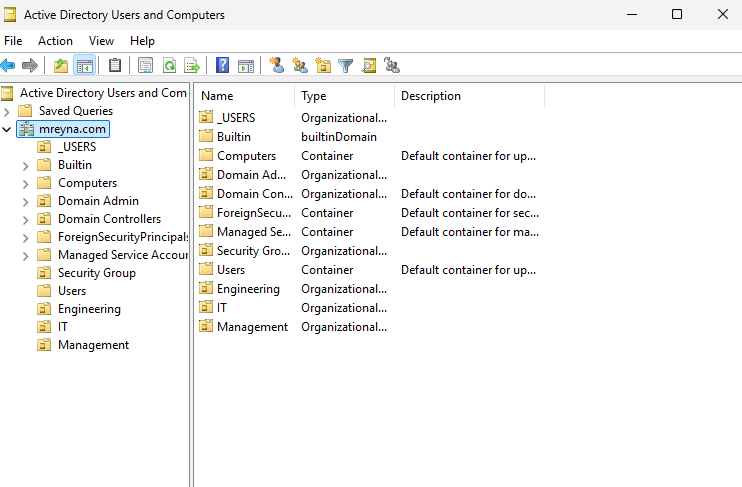 Active Directory Users and Computers
File Action View Help
Active Directory Users and Com
Saved Queries
mreyna.com
_USERS
Builtin
Computers
Domain Admin
Domain Controllers
ForeignSecurityPrincipals
Managed Service Accour
Security Group
Users
Engineering
IT
Management
Name Type Description
_USERS Organizational...
Builtin builtinDomain
Computers Container Default container for up...
Domain Ad... Organizational...
Domain Con... Organizational... Default container for do...
ForeignSecu... Container Default container for sec...
Managed Se... Container Default container for ma...
Security Gro... Organizational...
Users Container Default container for up...
Engineering Organizational...
IT Organizational...
Management Organizational...